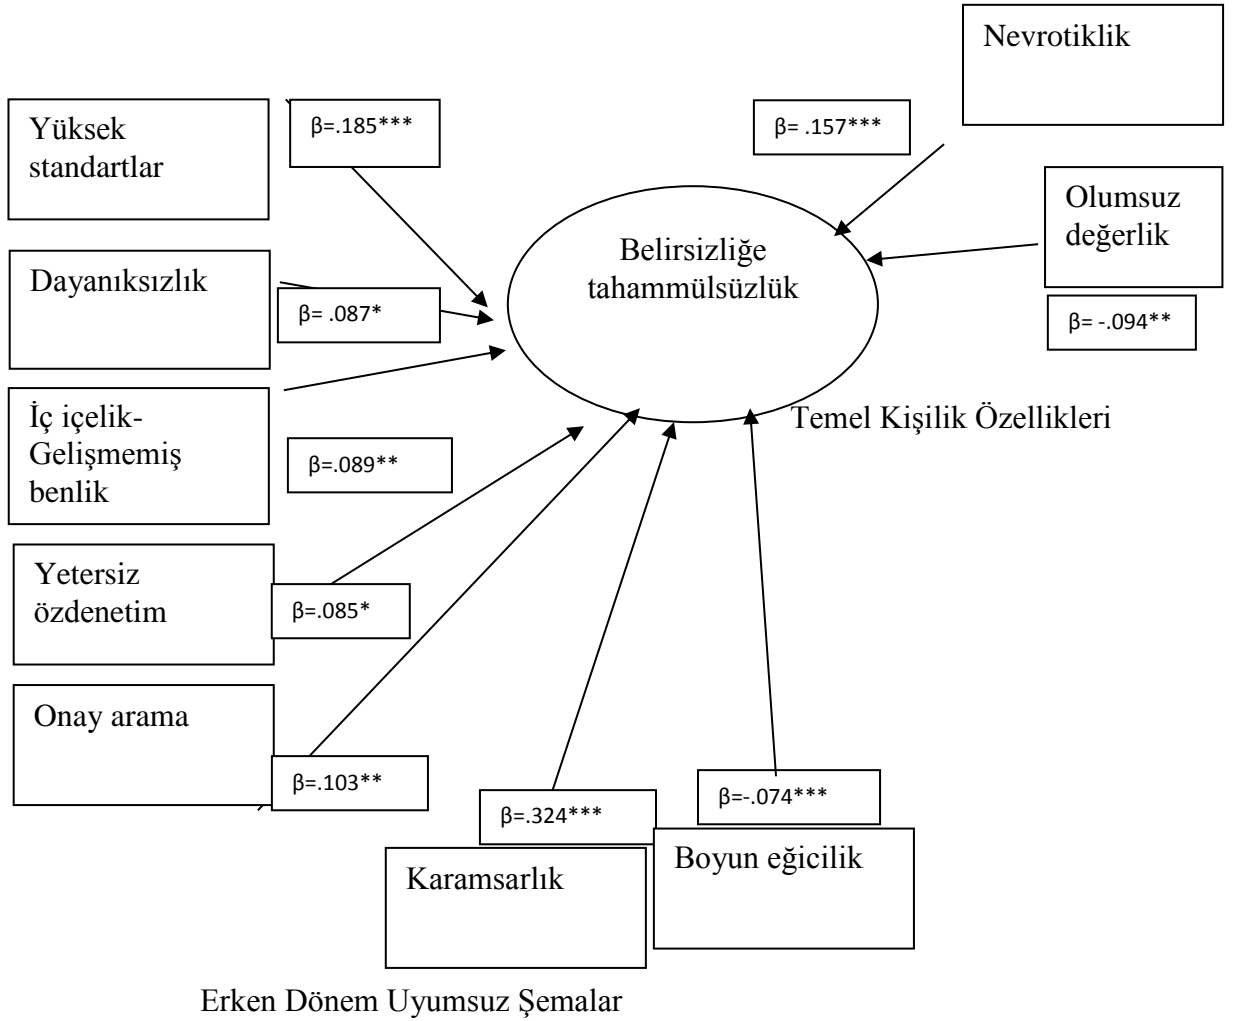 Nevrotiklik
β= .157***
Yüksek
standartlar
β=.185***
Olumsuz
değerlik
β= -.094**
Belirsizliğe
tahammülsüzlük
Dayanıksızlık
β= .087*
İç içelik-
Gelişmemiş
benlik
β=.089**
Temel Kişilik Özellikleri
Yetersiz
özdenetim
β=.085*
Onay arama
β=.103**
β=.324***
Karamsarlık
β=-.074***
Boyun eğicilik
Erken Dönem Uyumsuz Şemalar